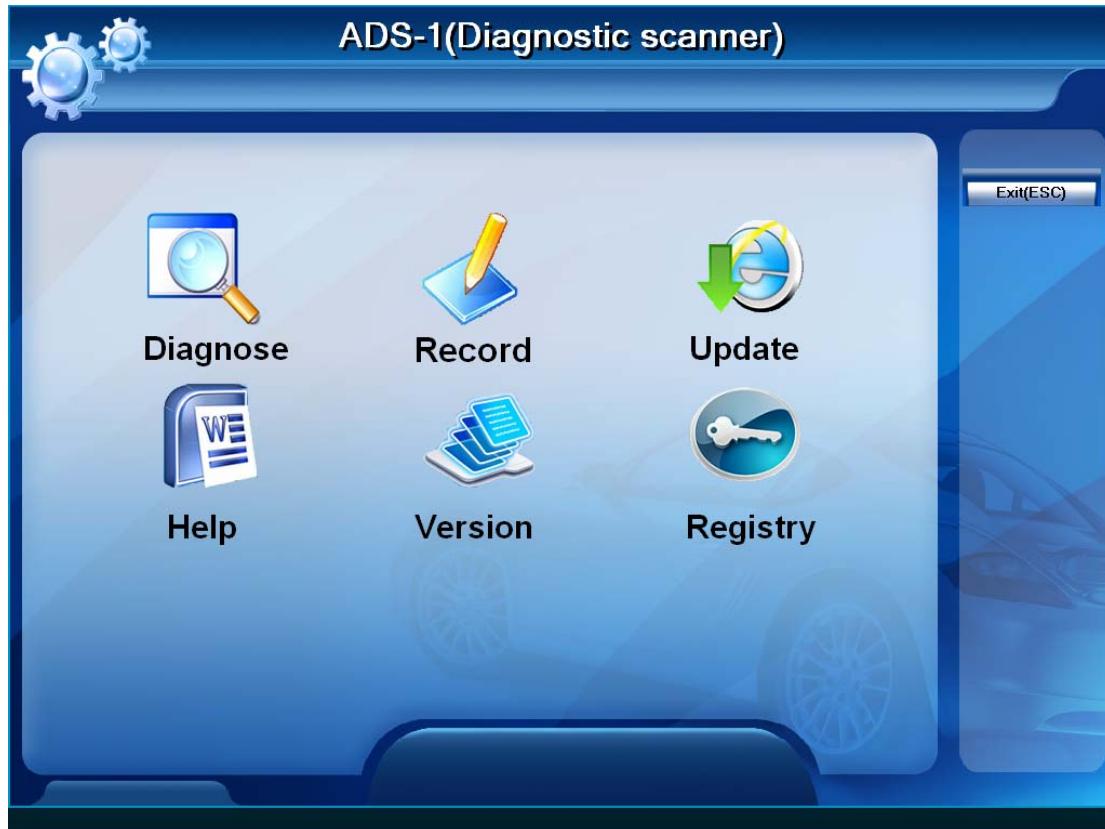 ADS-1(Diagnostic scanner)
Exit(ESC)
Diagnose
Record
Update
W
Help
Version
Registry